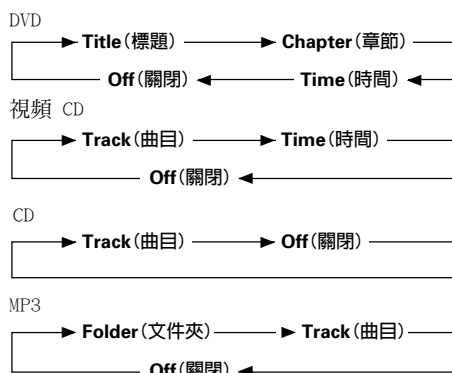 DVD
Title(標題) Chapter(章節)
Off(關閉) Time(時間)
視頻 CD
Track(曲目) Time(時間)
Off(關閉)
CD
Track(曲目) Off(關閉)
MP3
Folder(文件夾) Track(曲目)
Off(關閉)